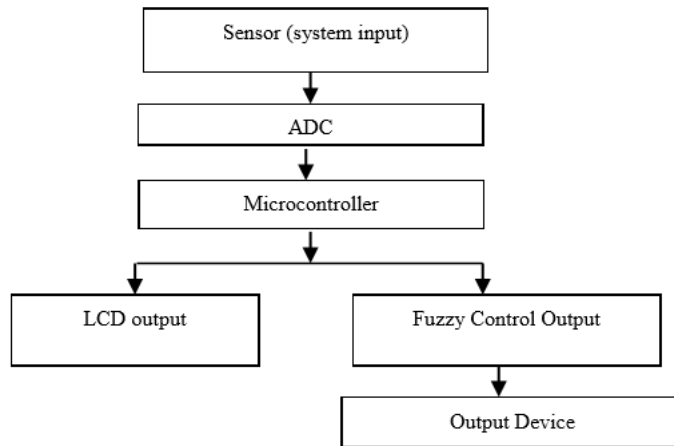 Sensor (system input)
ADC
Microcontroller
LCD output
Fuzzy Control Output
Output Device